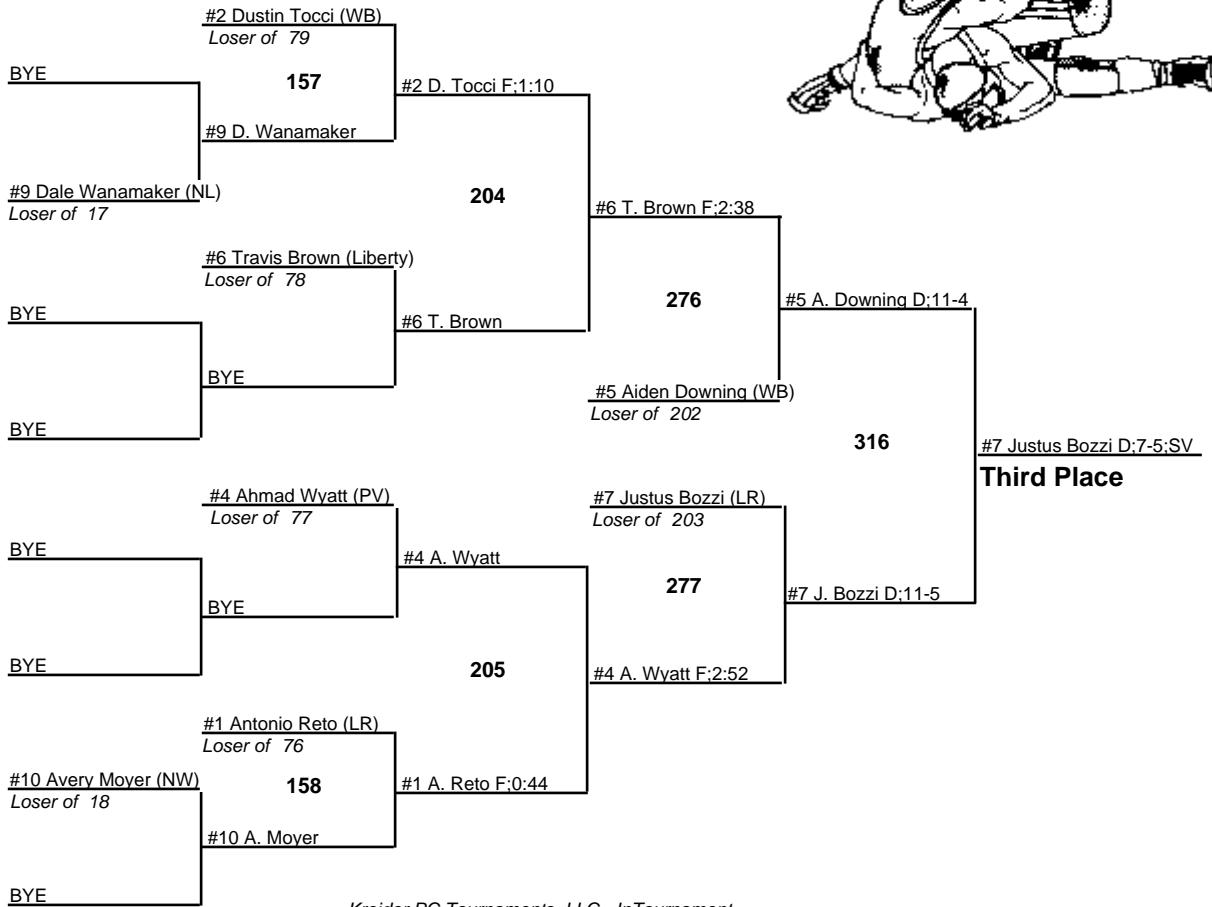 #2 Dustin Tocci (WB)
Loser of 79
BYE
157
#2 D. Tocci F;1:10
#9 D. Wanamaker
#9 Dale Wanamaker (NL)
Loser of 17
204
#6 T. Brown F;2:38
#6 Travis Brown (Liberty)
Loser of 78
BYE
#6 T. Brown
276
#5 A. Downing D;11-4
BYE
#5 Aiden Downing (WB)
Loser of 202
BYE
316
#7 Justus Bozzi D;7-5;SV
Third Place
#4 Ahmad Wyatt (PV)
Loser of 77
#7 Justus Bozzi (LR)
Loser of 203
BYE
#4 A. Wyatt
277
#7 J. Bozzi D;11-5
BYE
BYE
205
#4 A. Wyatt F;2:52
#1 Antonio Reto (LR)
Loser of 76
#10 Avery Moyer (NW)
Loser of 18
158
#1 A. Reto F;0:44
#10 A. Moyer
BYE
Kreider PC Tournaments, LLC - InTournament